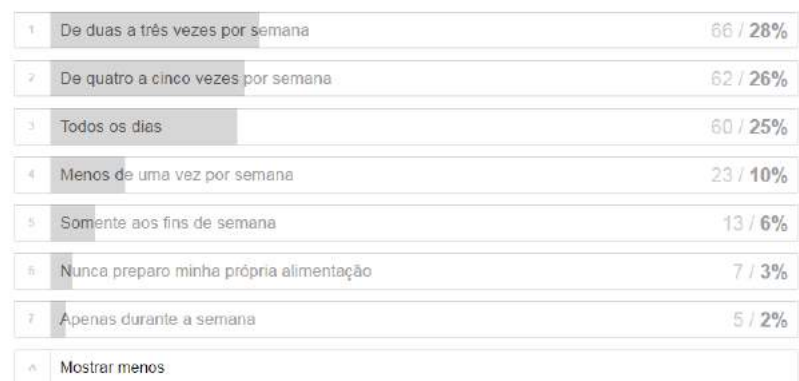 1 De duas a três vezes por semana 66 / 28%
2 De quatro a cinco vezes por semana 62 / 26%
3 Todos os dias 60 / 25%
4 Menos de uma vez por semana 23 / 10%
5 Somente aos fins de semana 13 / 6%
6 Nunca preparo minha própria alimentação 7 / 3%
7 Apenas durante a semana 5 / 2%
Mostrar menos